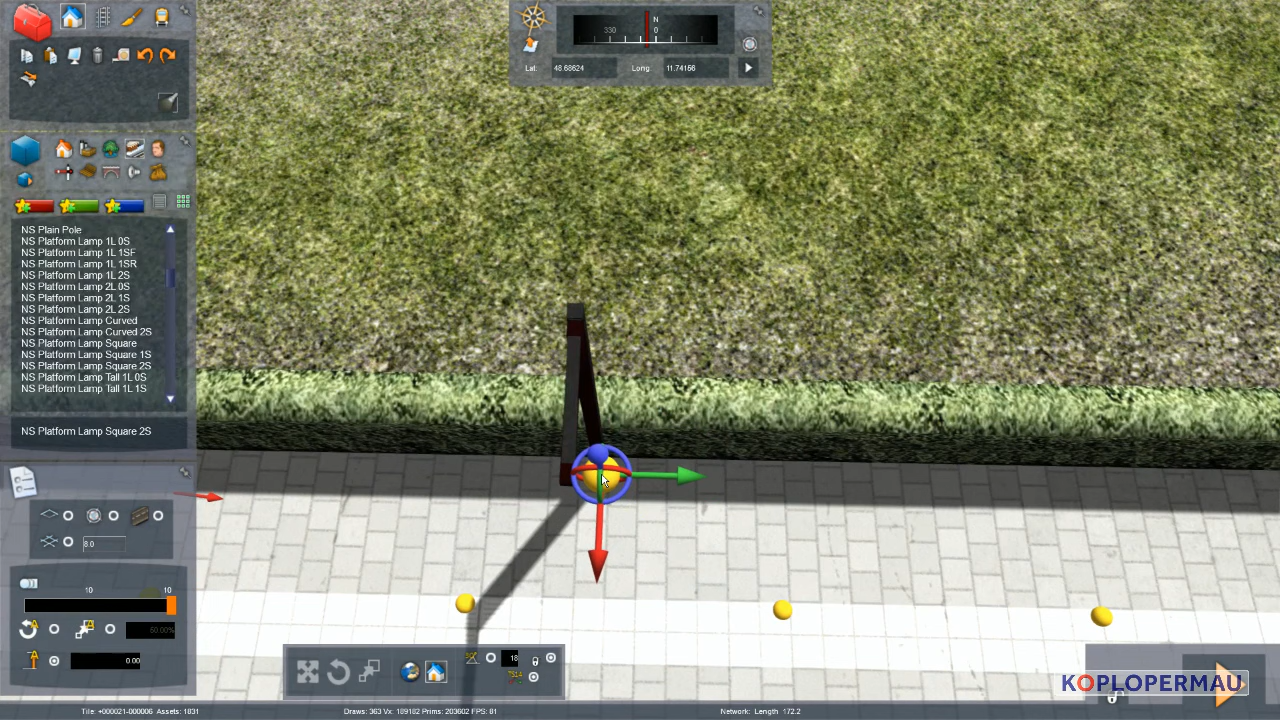 330
N
0
Lat:
48.68624
Long
11.74156
NS Plain Pole
NS Platform Lamp 1L 0S
NS Platform Lamp 1L 1SF
NS Platform Lamp 1L 1SR
NS Platform Lamp 1L 2S
NS Platform Lamp 2L 0S
NS Platform Lamp 2L 1S
NS Platform Lamp 2L 2S
NS Platform Lamp Curved
NS Platform Lamp Curved 2S
NS Platform Lamp Square
NS Platform Lamp Square 1S
NS Platform Lamp Square 2S
NS Platform Lamp Tall 1L 0S
NS Platform Lamp Tall 1L 1S
NS Platform Lamp Square 2S
8.0
10
10
50.00%
0.00
18
KOPLOPERMAU
Tile: +000021-000006 Assets: 1831
Draws: 363 Vx: 189182 Prims: 203602 FPS: 81
Network: Length 172.2